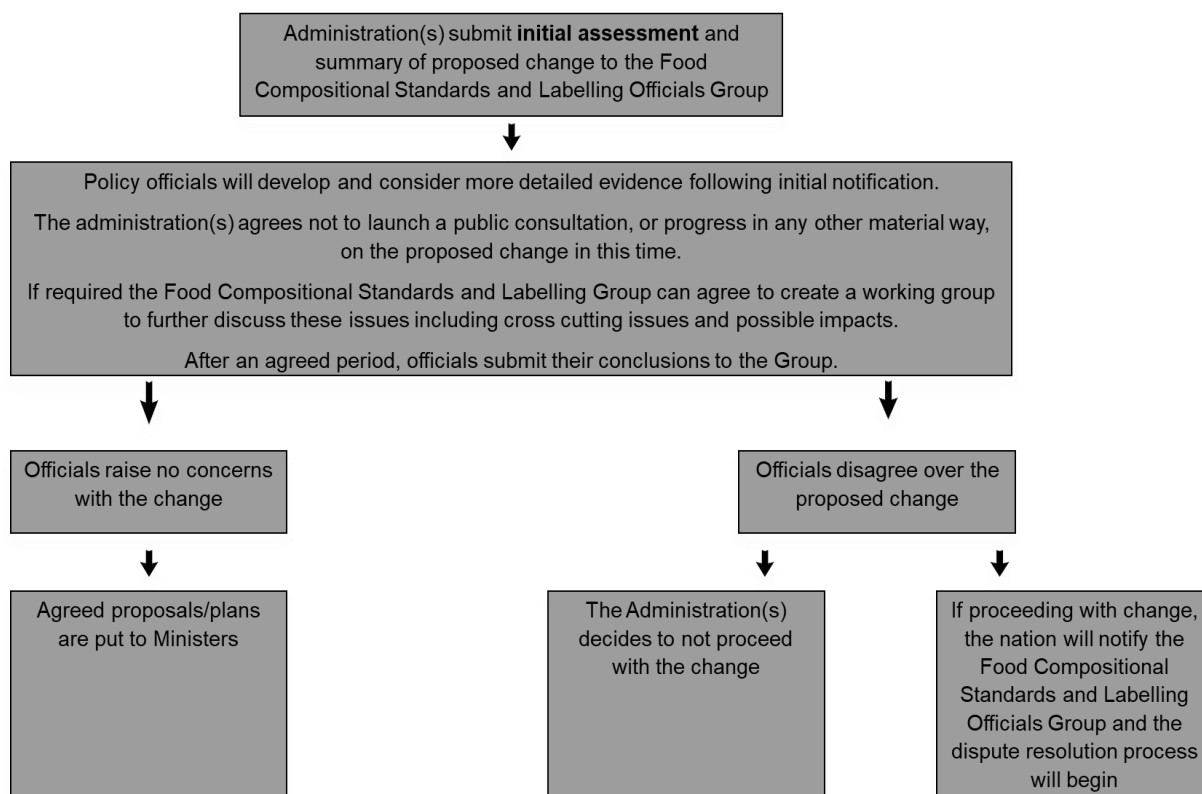 Administration(s) submit initial assessment and
summary of proposed change to the Food
Compositional Standards and Labelling Officials Group
Policy officials will develop and consider more detailed evidence following initial notification.
The administration(s) agrees not to launch a public consultation, or progress in any other material way,
on the proposed change in this time.
If required the Food Compositional Standards and Labelling Group can agree to create a working group
to further discuss these issues including cross cutting issues and possible impacts.
After an agreed period, officials submit their conclusions to the Group.
Officials raise no concerns
with the change
Officials disagree over the
proposed change
Agreed proposals/plans
are put to Ministers
The Administration(s)
decides to not proceed
with the change
If proceeding with change,
the nation will notify the
Food Compositional
Standards and Labelling
Officials Group and the
dispute resolution process
will begin